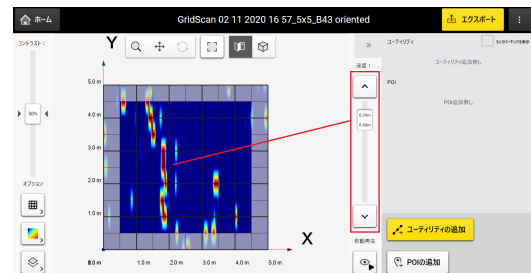 ホーム
GridScan 02 11 2020 16 57_5x5_B43 oriented
エクスポート
コントラスト:
90%
オプション
Y
5.0 m
4.0 m
3.0 m
2.0 m
1.0 m
0.0 m
1.0 m
2.0 m
3.0 m
4.0 m
5.0 m
X
深度:
0.20m
0.40m
自動再生
ユーティリティ
ユーティリティ追加無し
POI
POI追加無し
ユーティリティの追加
POIの追加